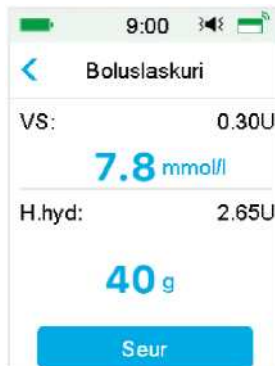 9:00
Boluslaskuri
VS: 0.30U
7.8 mmol/l
H.hyd: 2.65U
40 g
Seur